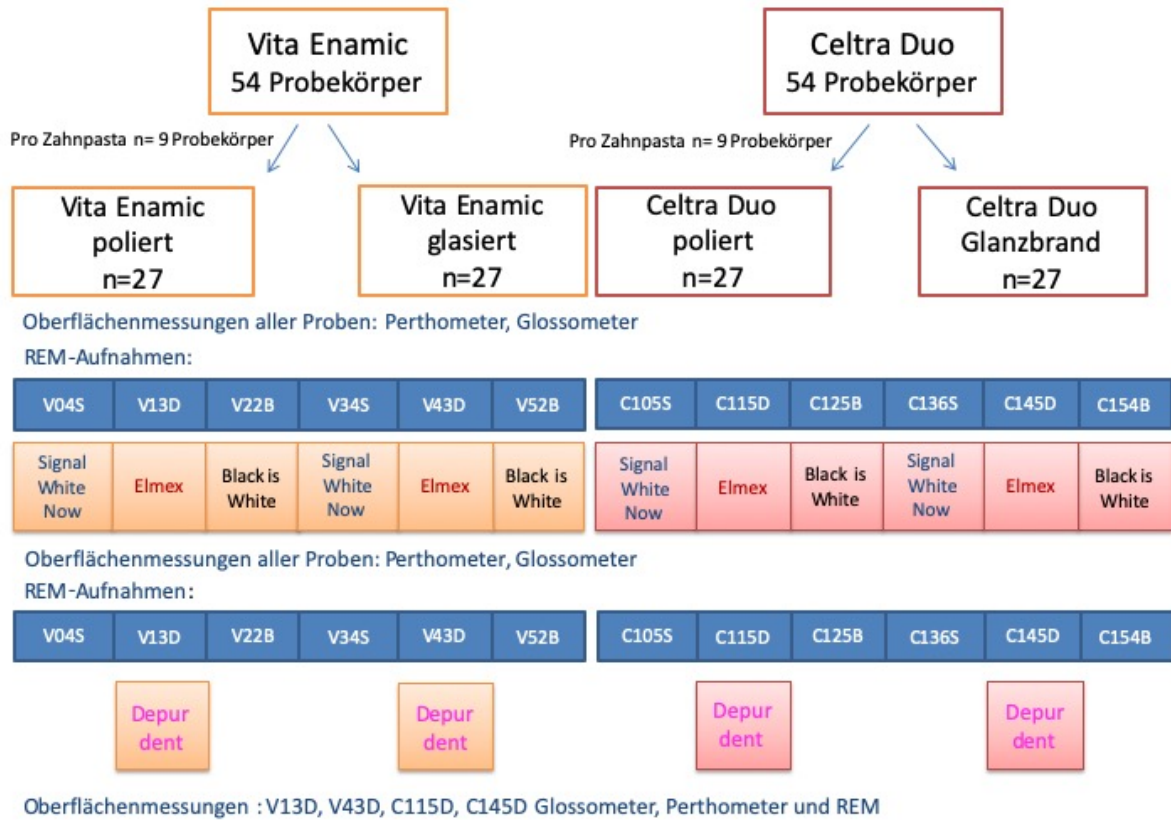 Vita Enamic
54 Probekörper
Celtra Duo
54 Probekörper
Pro Zahnpasta n= 9 Probekörper
Pro Zahnpasta n= 9 Probekörper
Vita Enamic
poliert
n=27
Vita Enamic
glasiert
n=27
Celtra Duo
poliert
n=27
Celtra Duo
Glanzbrand
n=27
Oberflächenmessungen aller Proben: Perthometer, Glossometer
REM-Aufnahmen:
V04S V13D V22B V34S V43D V52B C105S C115D C125B C136S C145D C154B
Signal
White
Now
Elmex
Black is
White
Signal
White
Now
Elmex
Black is
White
Signal
White
Now
Elmex
Black is
White
Signal
White
Now
Elmex
Black is
White
Oberflächenmessungen aller Proben: Perthometer, Glossometer
REM-Aufnahmen:
V04S V13D V22B V34S V43D V52B C105S C115D C125B C136S C145D C154B
Depur
dent
Depur
dent
Depur
dent
Depur
dent
Oberflächenmessungen : V13D, V43D, C115D, C145D Glossometer, Perthometer und REM